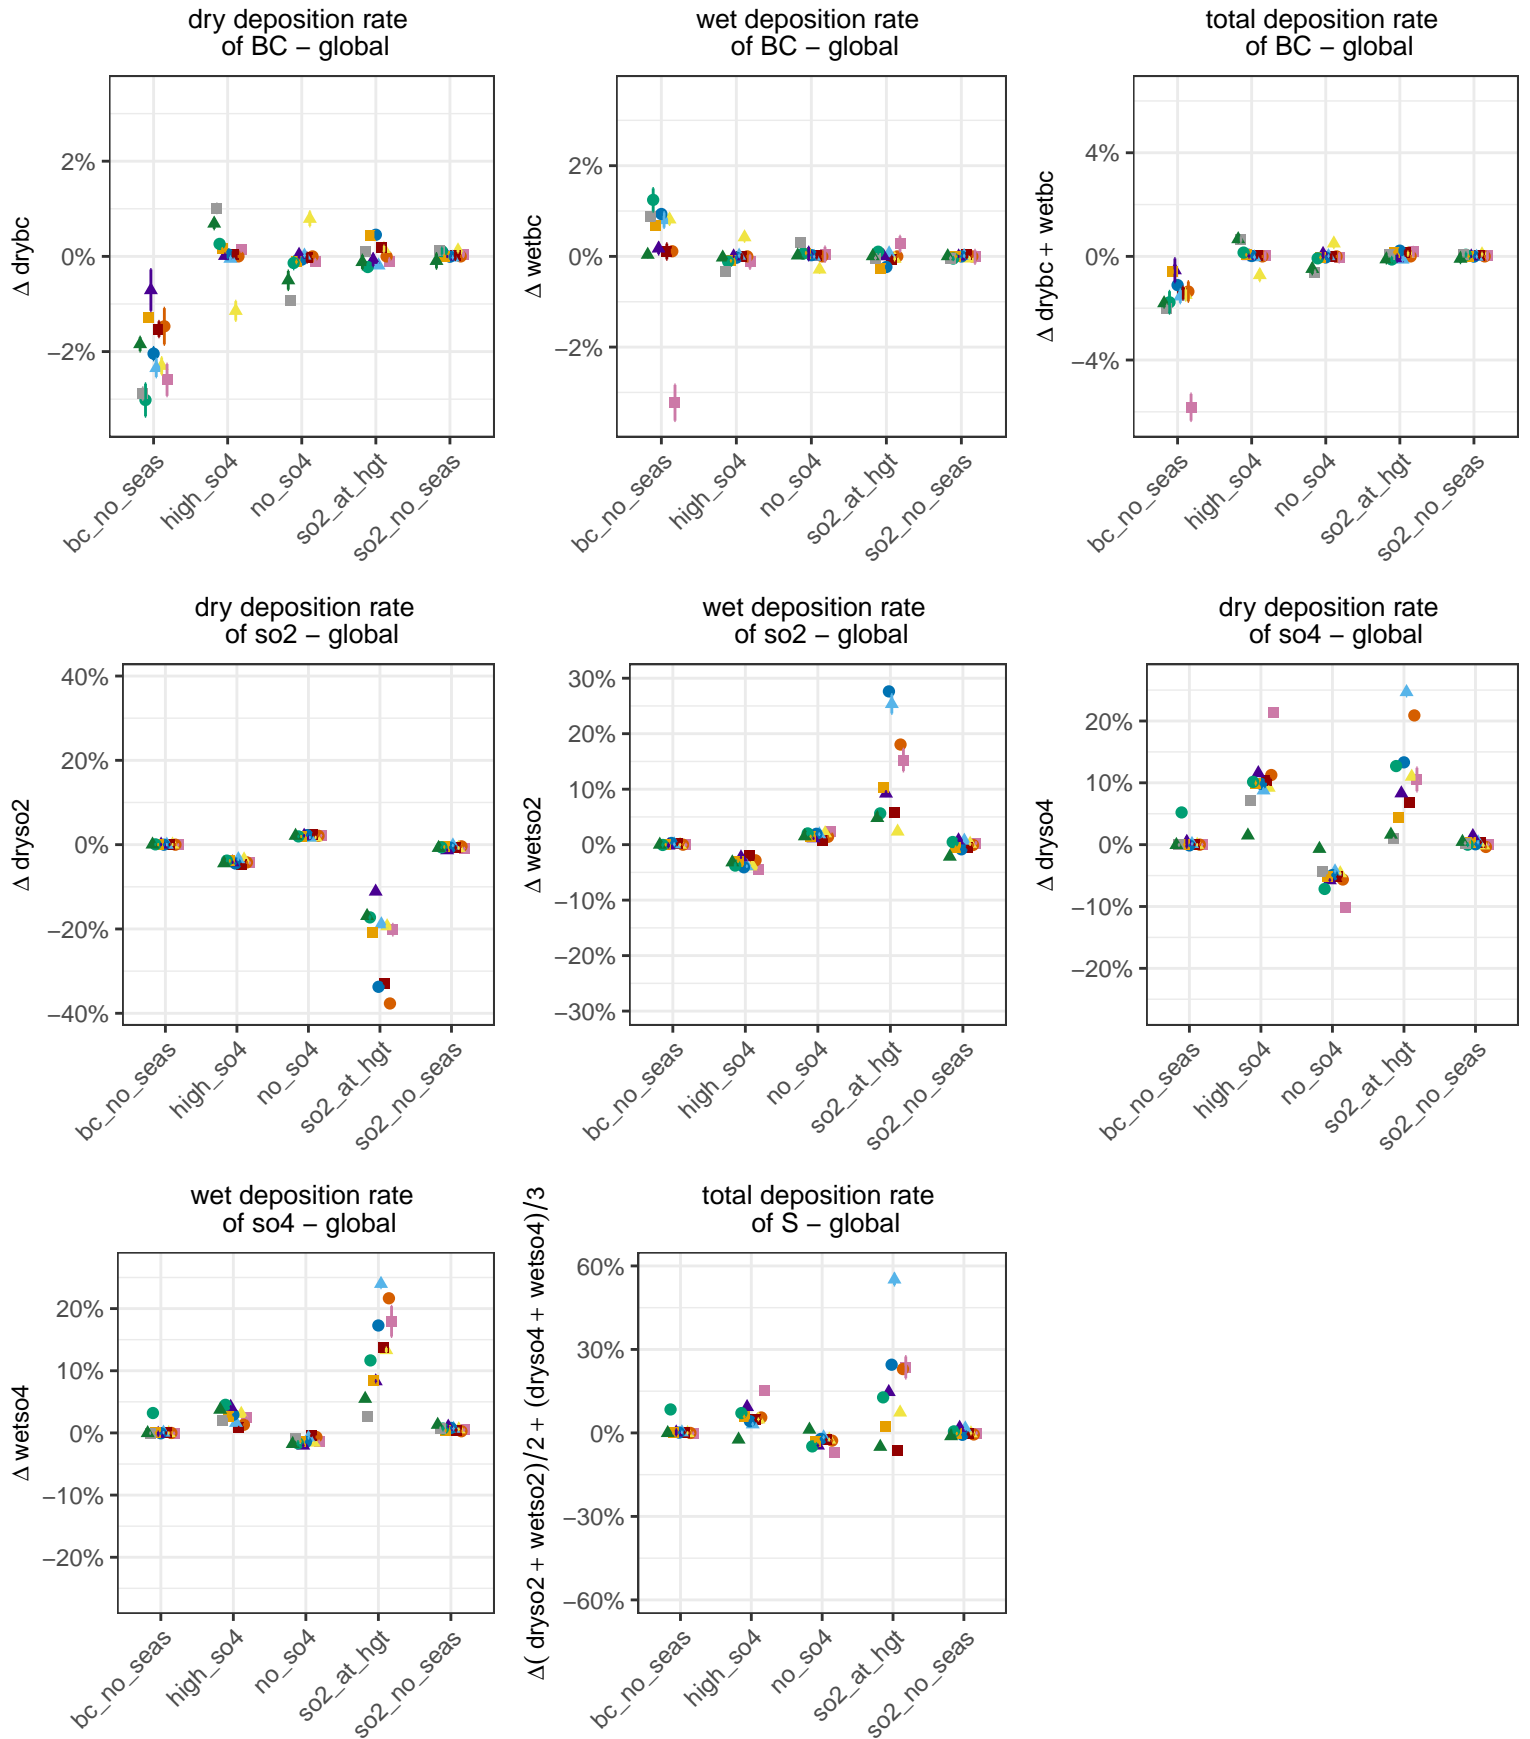 dry deposition rate
of BC − global
wet deposition rate
of BC − global
total deposition rate
of BC − global
Δ drybc
2%
0%
−2%
bc_no_seas
high_so4
no_so4
so2_at_hgt
so2_no_seas
Δ wetbc
2%
0%
−2%
bc_no_seas
high_so4
no_so4
so2_at_hgt
so2_no_seas
Δ drybc + wetbc
4%
0%
−4%
bc_no_seas
high_so4
no_so4
so2_at_hgt
so2_no_seas
dry deposition rate
of so2 − global
wet deposition rate
of so2 − global
dry deposition rate
of so4 − global
Δ dryso2
40%
20%
0%
−20%
−40%
bc_no_seas
high_so4
no_so4
so2_at_hgt
so2_no_seas
Δ wetso2
30%
20%
10%
0%
−10%
−20%
−30%
bc_no_seas
high_so4
no_so4
so2_at_hgt
so2_no_seas
Δ dryso4
20%
10%
0%
−10%
−20%
bc_no_seas
high_so4
no_so4
so2_at_hgt
so2_no_seas
wet deposition rate
of so4 − global
total deposition rate
of S − global
Δ wetso4
20%
10%
0%
−10%
−20%
bc_no_seas
high_so4
no_so4
so2_at_hgt
so2_no_seas
Δ( dryso2 + wetso2)/2 + (dryso4 + wetso4)/3
60%
30%
0%
−30%
−60%
bc_no_seas
high_so4
no_so4
so2_at_hgt
so2_no_seas